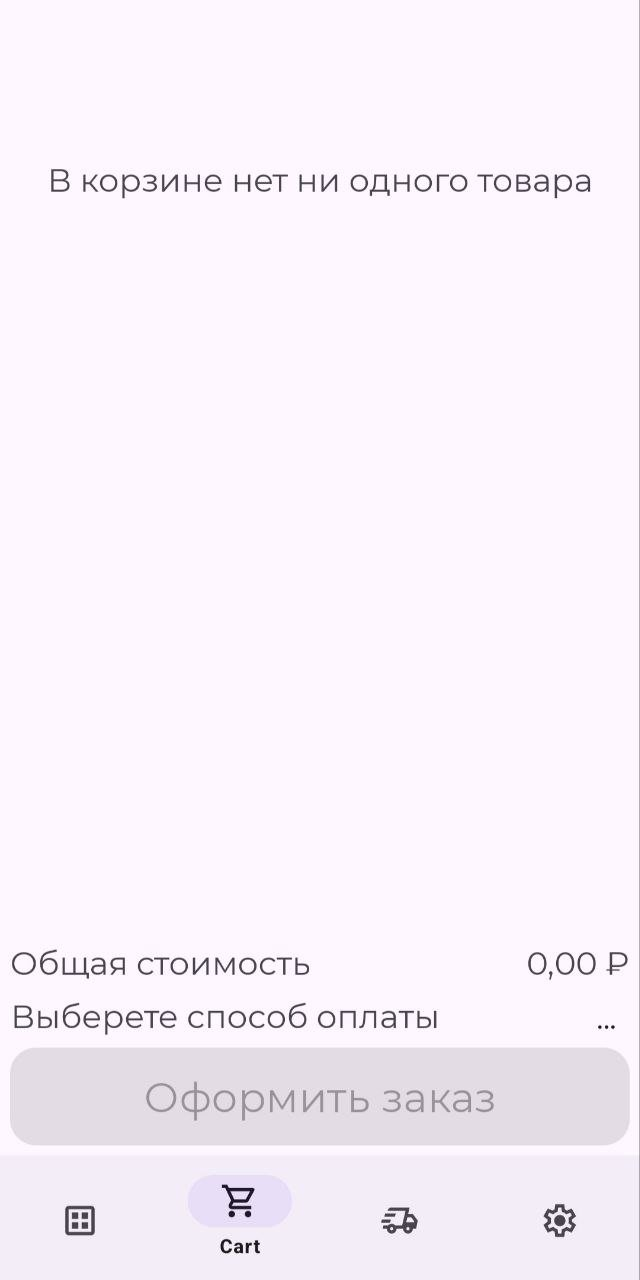 В корзине нет ни одного товара
Общая стоимость 0,00 ₽
Выберете способ оплаты ...
Оформить заказ
Cart